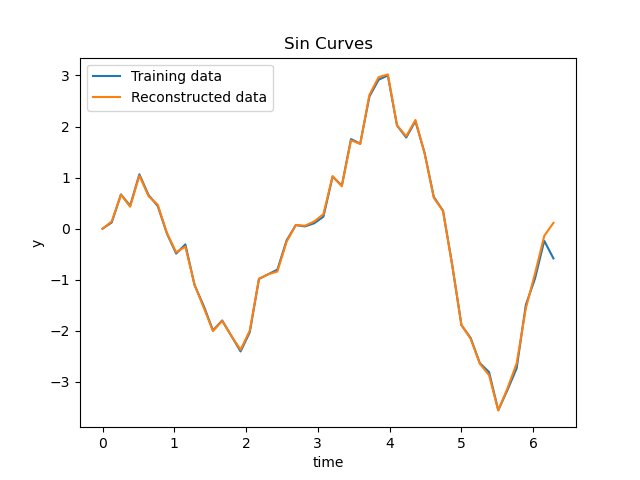 Sin Curves
Training data
Reconstructed data
3
2
1
0
−1
−2
−3
y
0 1 2 3 4 5 6
time